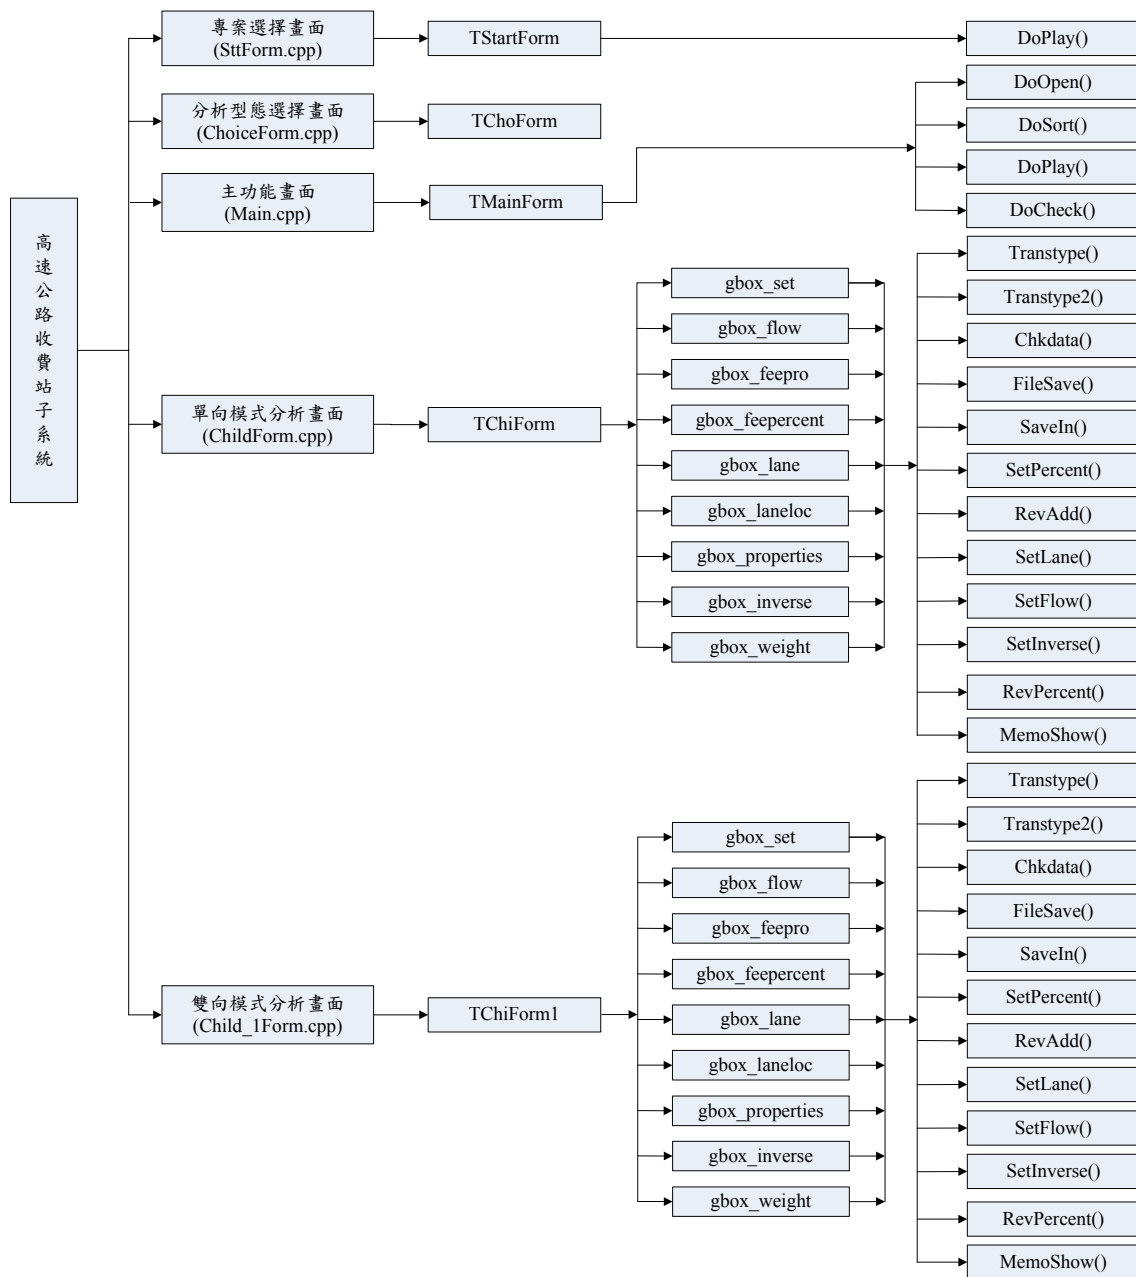 高速公路收費站子系統
專案選擇畫面
(SttForm.cpp)
TStartForm
DoPlay()
分析型態選擇畫面
(ChoiceForm.cpp)
TChoForm
主功能畫面
(Main.cpp)
TMainForm
DoOpen()
DoSort()
DoPlay()
DoCheck()
單向模式分析畫面
(ChildForm.cpp)
TChiForm
gbox_set
gbox_flow
gbox_feepro
gbox_feepercent
gbox_lane
gbox_laneloc
gbox_properties
gbox_inverse
gbox_weight
Transtype()
Transtype2()
Chkdata()
FileSave()
SaveIn()
SetPercent()
RevAdd()
SetLane()
SetFlow()
SetInverse()
RevPercent()
MemoShow()
雙向模式分析畫面
(Child_1Form.cpp)
TChiForm1
gbox_set
gbox_flow
gbox_feepro
gbox_feepercent
gbox_lane
gbox_laneloc
gbox_properties
gbox_inverse
gbox_weight
Transtype()
Transtype2()
Chkdata()
FileSave()
SaveIn()
SetPercent()
RevAdd()
SetLane()
SetFlow()
SetInverse()
RevPercent()
MemoShow()